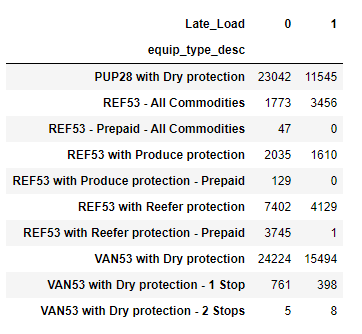 Late_Load 0 1
equip_type_desc
PUP28 with Dry protection 23042 11545
REF53 - All Commodities 1773 3456
REF53 - Prepaid - All Commodities 47 0
REF53 with Produce protection 2035 1610
REF53 with Produce protection - Prepaid 129 0
REF53 with Reefer protection 7402 4129
REF53 with Reefer protection - Prepaid 3745 1
VAN53 with Dry protection 24224 15494
VAN53 with Dry protection - 1 Stop 761 398
VAN53 with Dry protection - 2 Stops 5 8